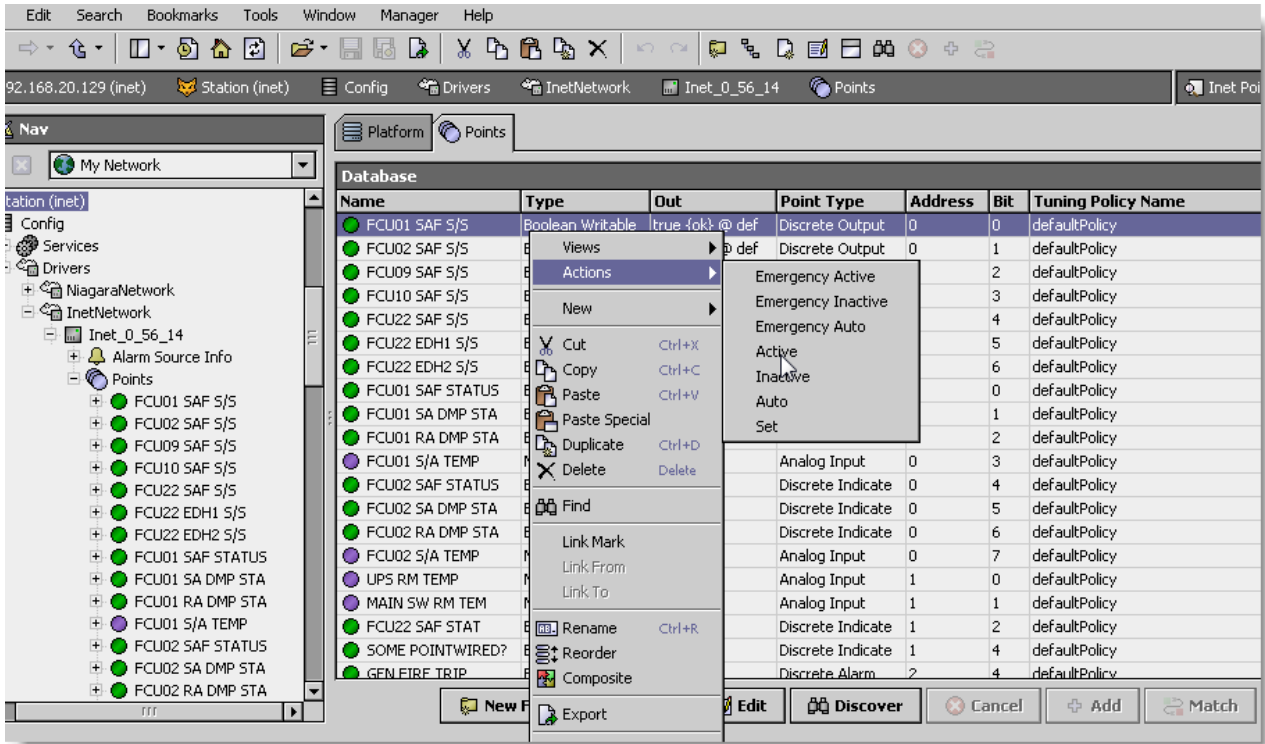 Edit Search Bookmarks Tools Window Manager Help
92.168.20.129 (inet) Station (inet) Config Drivers InetNetwork Inet_0_56_14 Points Inet Poi
Nav
My Network
tation (inet)
Config
Services
Drivers
NiagaraNetwork
InetNetwork
Inet_0_56_14
Alarm Source Info
Points
FCU01 SAF S/S
FCU02 SAF S/S
FCU09 SAF S/S
FCU10 SAF S/S
FCU22 SAF S/S
FCU22 EDH1 S/S
FCU22 EDH2 S/S
FCU01 SAF STATUS
FCU01 SA DMP STA
FCU01 RA DMP STA
FCU01 S/A TEMP
FCU02 SAF STATUS
FCU02 SA DMP STA
FCU02 RA DMP STA
Platform Points
Database
Name Type Out Point Type Address Bit Tuning Policy Name
FCU01 SAF S/S Boolean Writable true {ok} @ def Discrete Output 0 0 defaultPolicy
FCU02 SAF S/S @ def Discrete Output 0 1 defaultPolicy
FCU09 SAF S/S 2 defaultPolicy
FCU10 SAF S/S 3 defaultPolicy
FCU22 SAF S/S 4 defaultPolicy
FCU22 EDH1 S/S 5 defaultPolicy
FCU22 EDH2 S/S 6 defaultPolicy
FCU01 SAF STATUS 0 defaultPolicy
FCU01 SA DMP STA 1 defaultPolicy
FCU01 RA DMP STA 2 defaultPolicy
FCU01 S/A TEMP Analog Input 0 3 defaultPolicy
FCU02 SAF STATUS Discrete Indicate 0 4 defaultPolicy
FCU02 SA DMP STA Discrete Indicate 0 5 defaultPolicy
FCU02 RA DMP STA Discrete Indicate 0 6 defaultPolicy
FCU02 S/A TEMP Analog Input 0 7 defaultPolicy
UPS RM TEMP Analog Input 1 0 defaultPolicy
MAIN SW RM TEM Analog Input 1 1 defaultPolicy
FCU22 SAF STAT Discrete Indicate 1 2 defaultPolicy
SOME POINTWIRED? Discrete Indicate 1 4 defaultPolicy
GEN FIRE TRIP Discrete Alarm 2 4 defaultPolicy
Views
Actions
New
Cut Ctrl+X
Copy Ctrl+C
Paste Ctrl+V
Paste Special
Duplicate Ctrl+D
Delete Delete
Find
Link Mark
Link From
Link To
Rename Ctrl+R
Reorder
Composite
Export
Emergency Active
Emergency Inactive
Emergency Auto
Active
Inactive
Auto
Set
New F Edit Discover Cancel Add Match